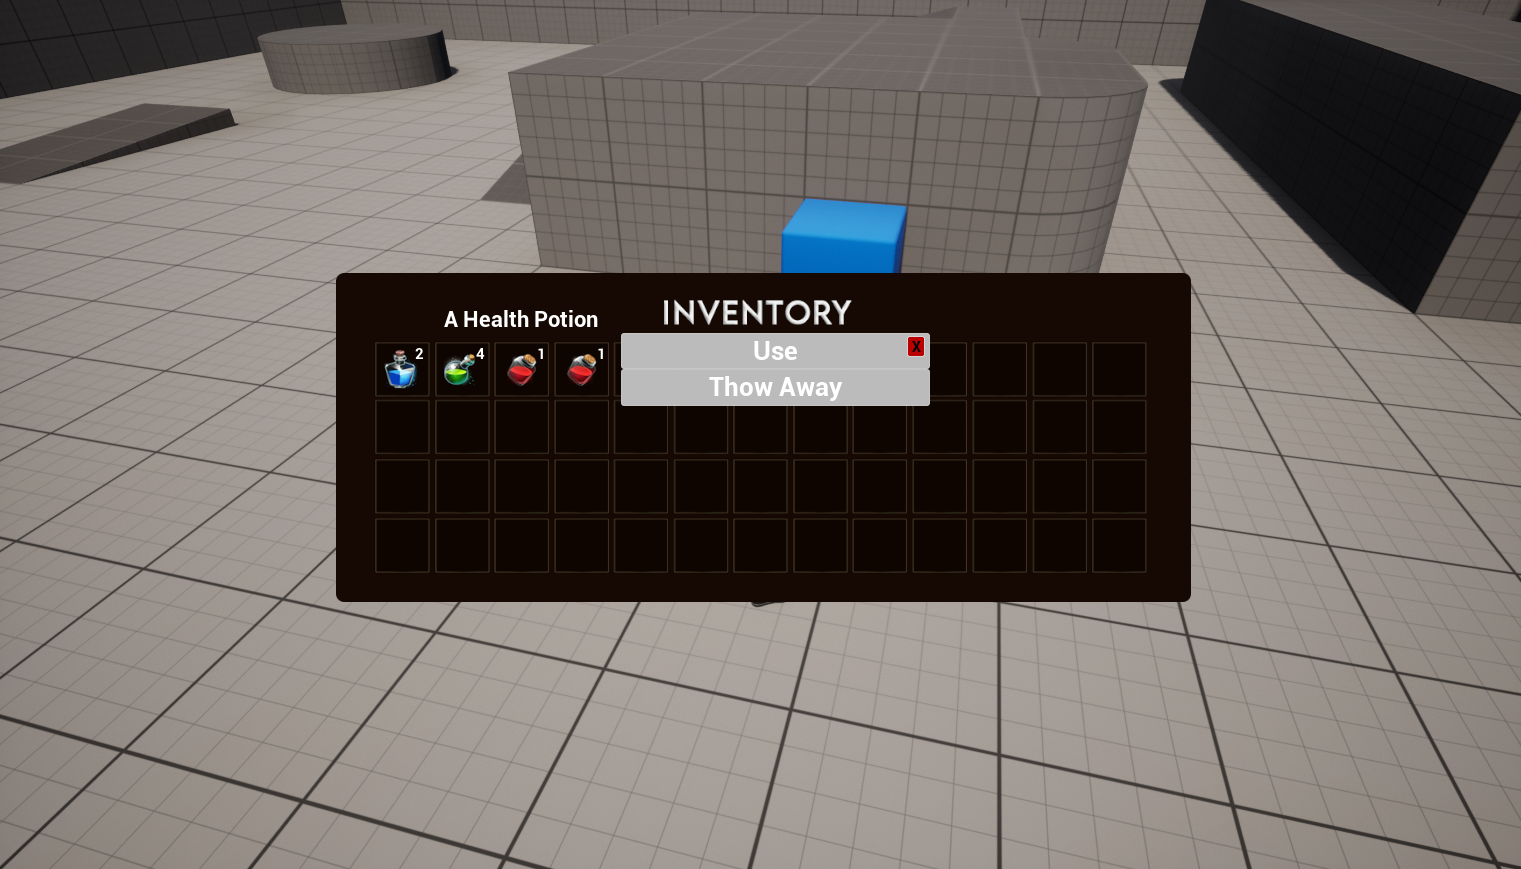 INVENTORY
A Health Potion
2 4 1 1
Use X
Thow Away